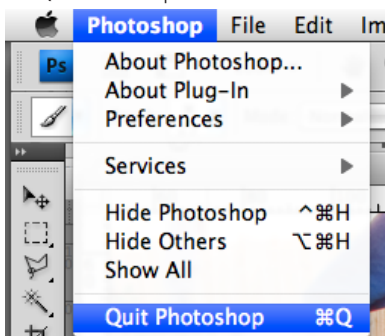 Photoshop File Edit Im
Ps
About Photoshop...
About Plug-In
Preferences
Services
Hide Photoshop ^⌘H
Hide Others ⌥⌘H
Show All
Quit Photoshop ⌘Q